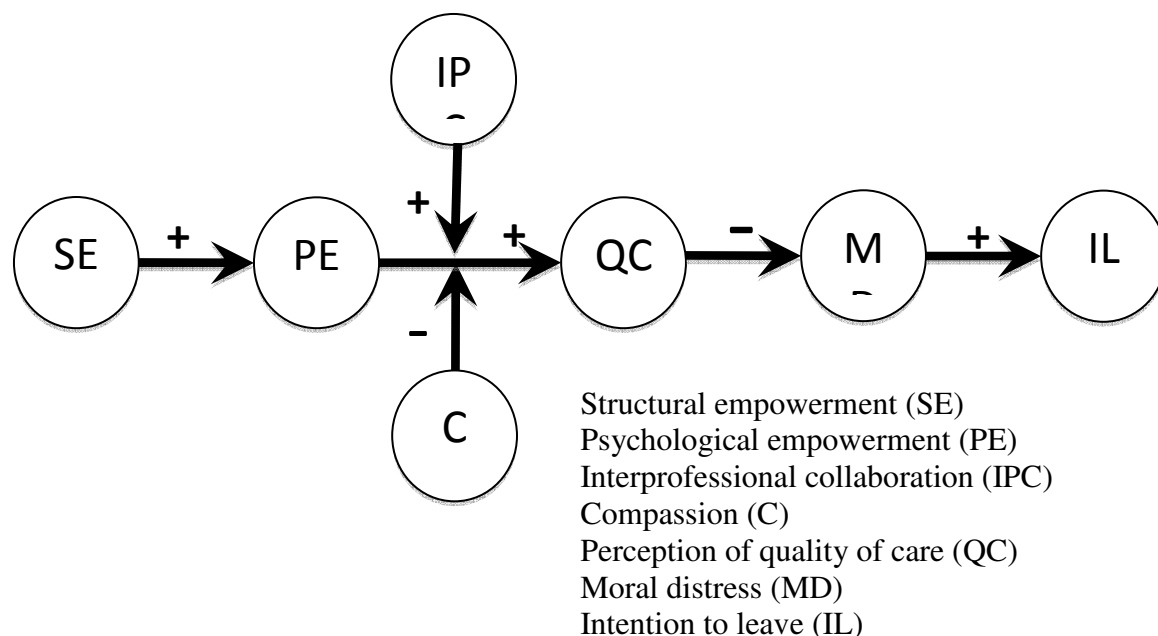 IP
+
+
+
SE
PE
QC
-
M
+
IL
-
C
Structural empowerment (SE)
Psychological empowerment (PE)
Interprofessional collaboration (IPC)
Compassion (C)
Perception of quality of care (QC)
Moral distress (MD)
Intention to leave (IL)